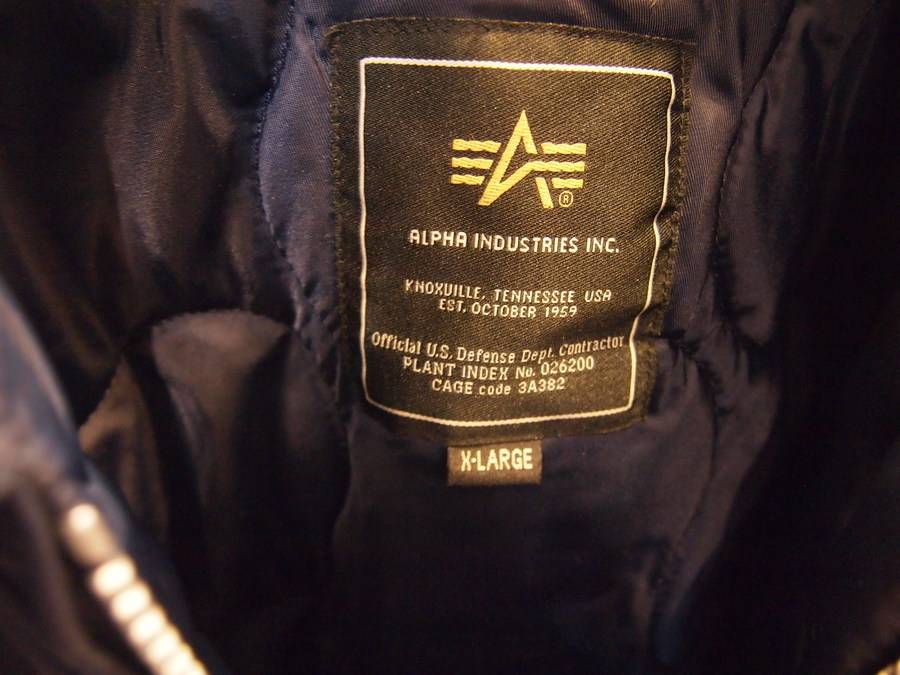 ®
ALPHA INDUSTRIES INC.
KNOXVILLE, TENNESSEE USA
EST. OCTOBER 1959
Official U.S. Defense Dept. Contractor
PLANT INDEX No. 026200
CAGE code 3A382
X-LARGE